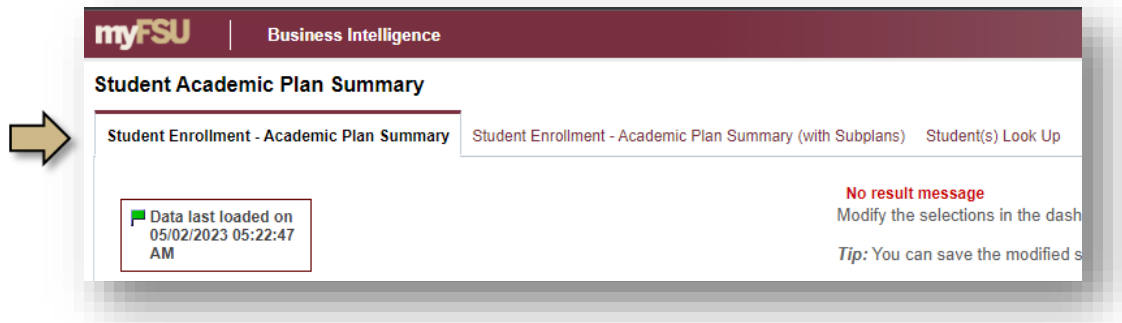 myFSU Business Intelligence
Student Academic Plan Summary
Student Enrollment - Academic Plan Summary Student Enrollment - Academic Plan Summary (with Subplans) Student(s) Look Up
Data last loaded on
05/02/2023 05:22:47
AM
No result message
Modify the selections in the dash
Tip: You can save the modified s